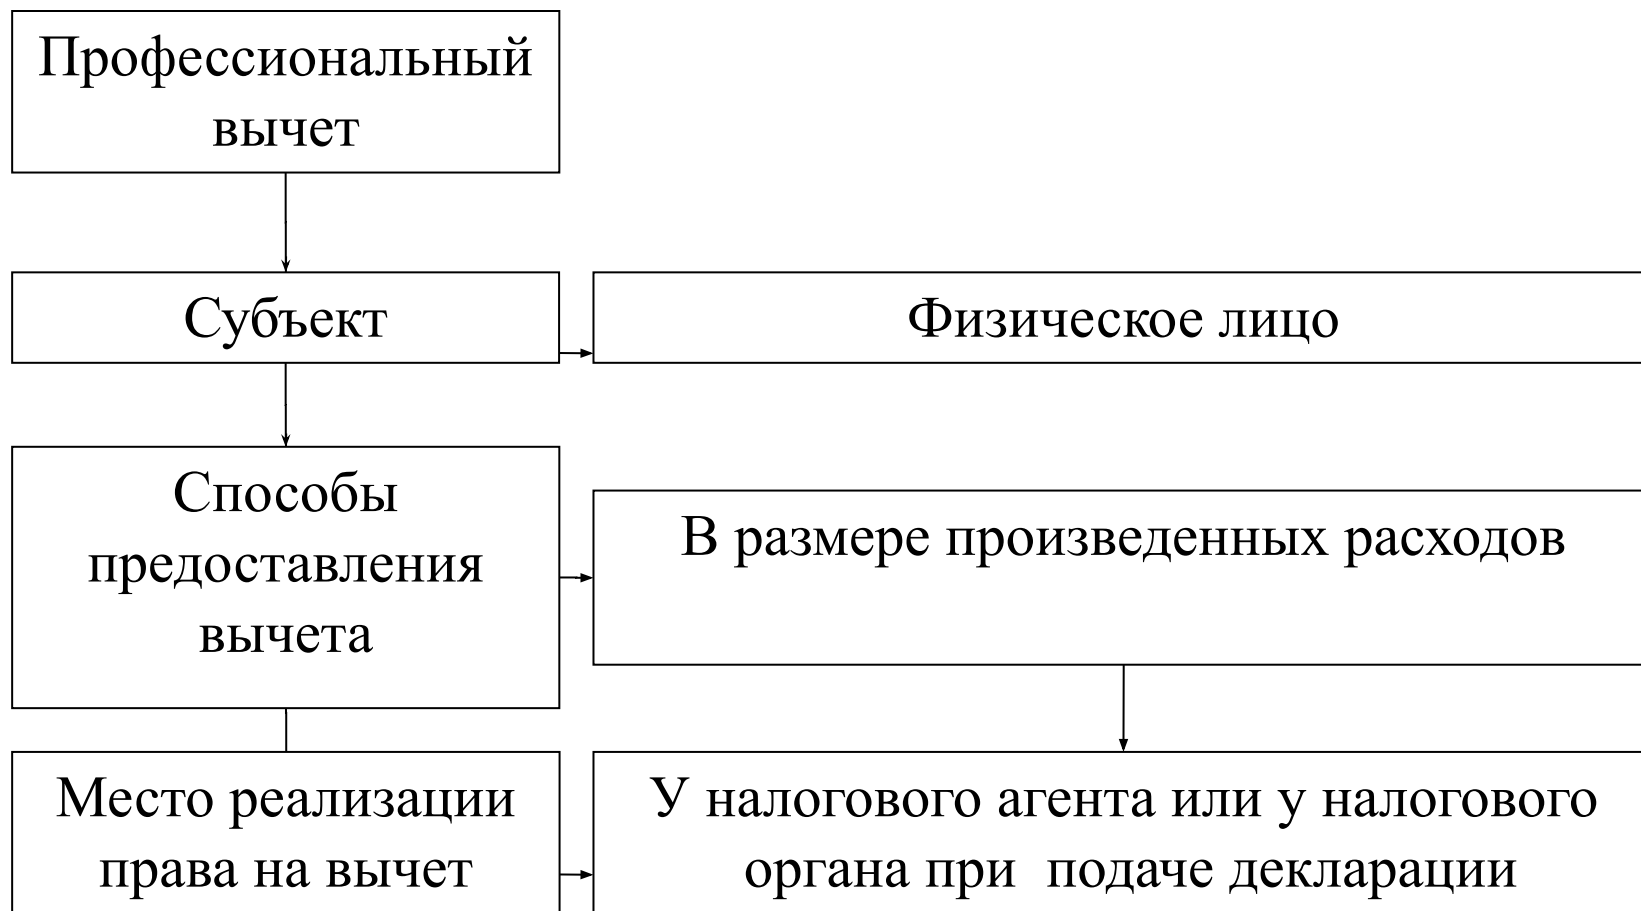 Профессиональный
вычет
Субъект
Физическое лицо
Способы
предоставления
вычета
В размере произведенных расходов
Место реализации
права на вычет
У налогового агента или у налогового
органа при  подаче декларации